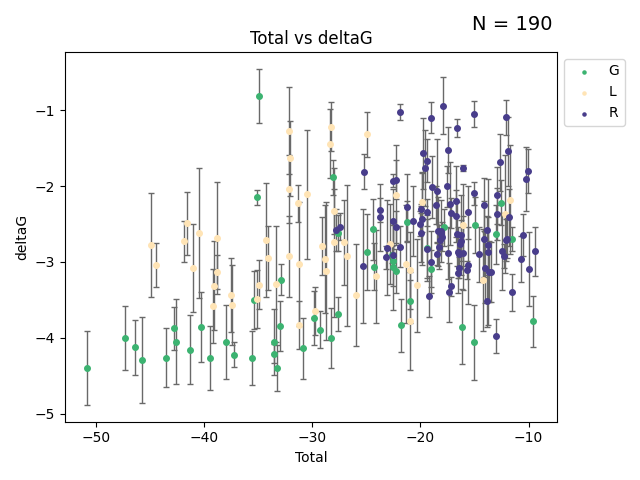 N = 190
Total vs deltaG
G
L
R
−1
−2
−3
−4
−5
deltaG
−50 −40 −30 −20 −10
Total